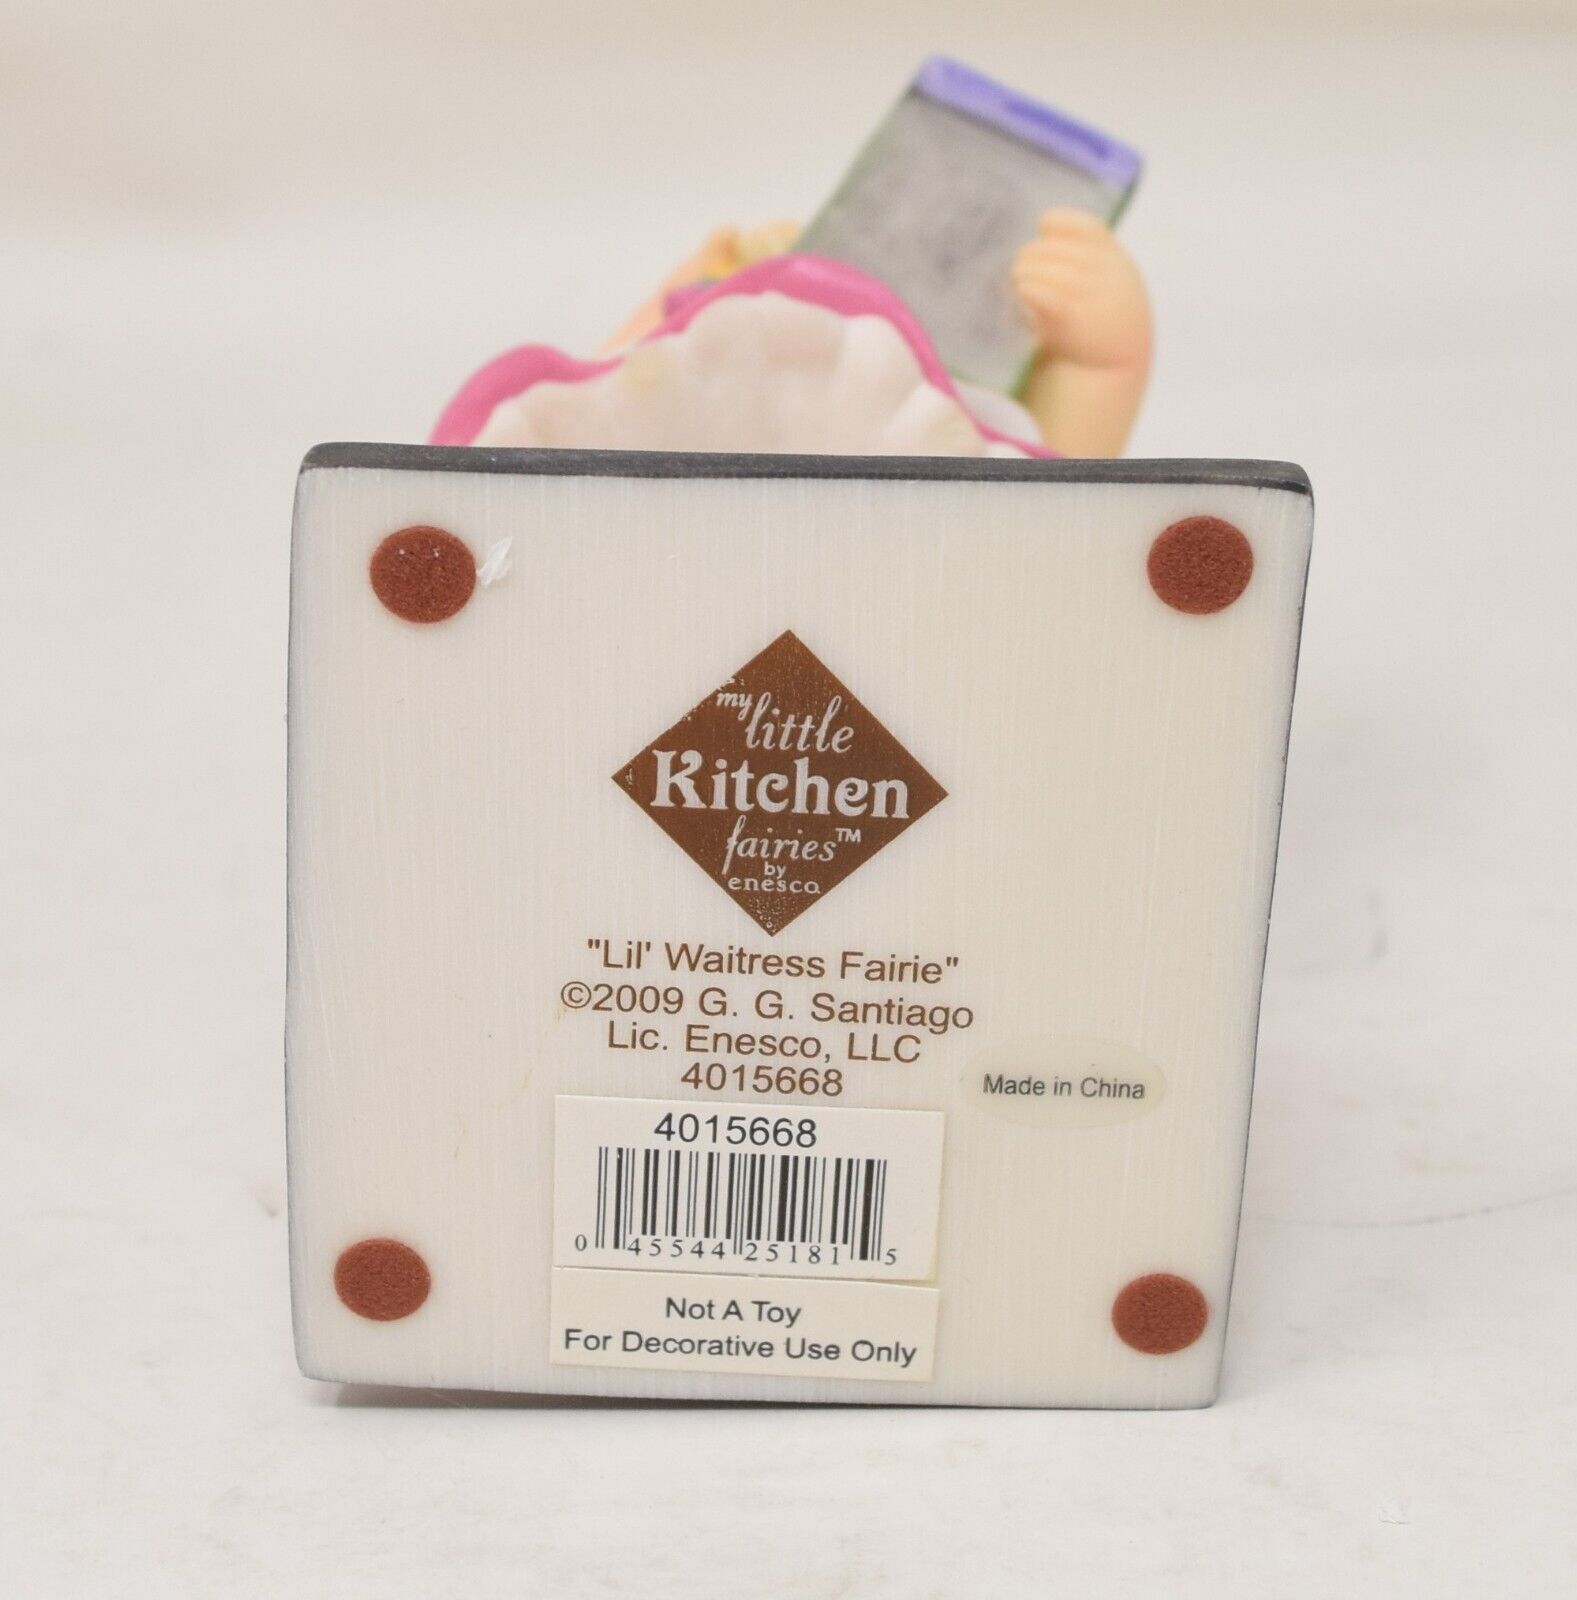 my
little
Kitchen
fairies™
by
enesco
"Lil' Waitress Fairie"
©2009 G. G. Santiago
Lic. Enesco, LLC
4015668
Made in China
4015668
0 45544 25181 5
Not A Toy
For Decorative Use Only